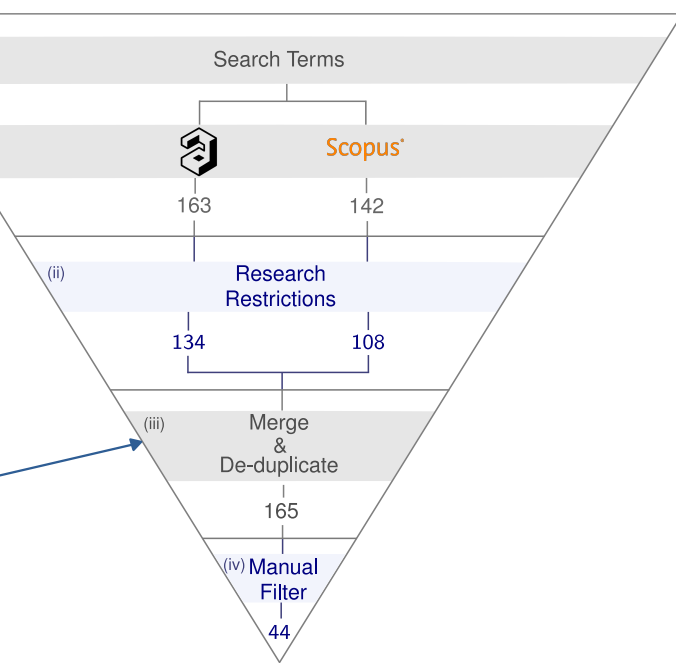 Search Terms
Scopus
163 142
(ii)
Research
Restrictions
134 108
(iii)
Merge
&
De-duplicate
165
(iv) Manual
Filter
44